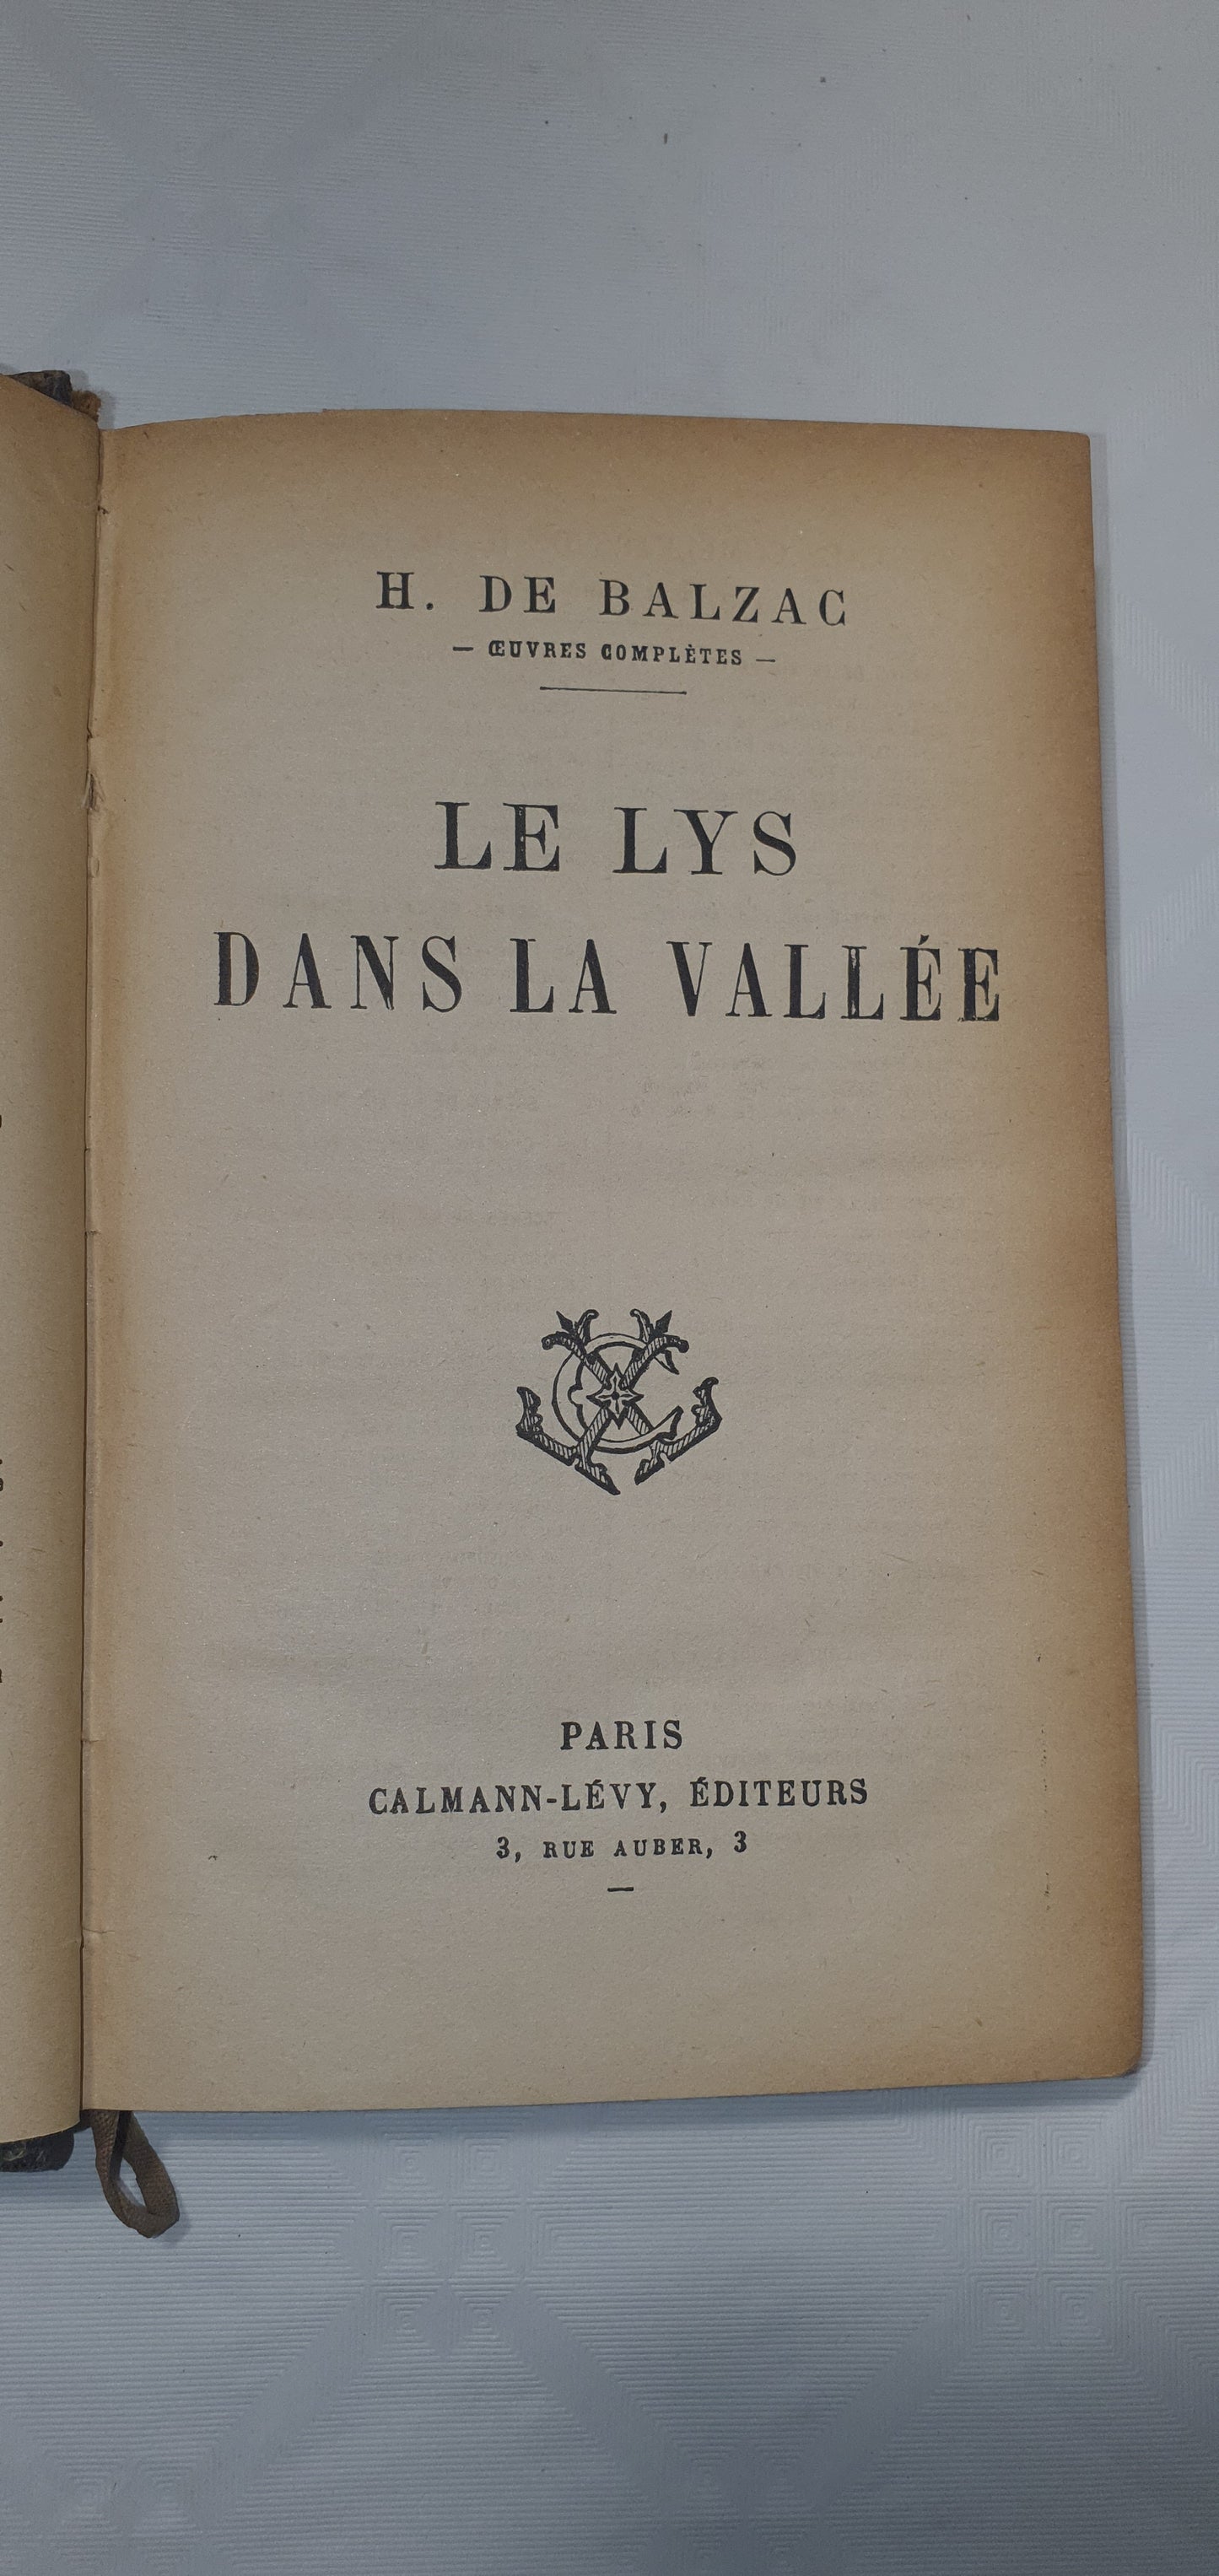 H. DE BALZAC
— ŒUVRES COMPLÈTES —
LE LYS
DANS LA VALLÉE
PARIS
CALMANN-LÉVY, ÉDITEURS
3, RUE AUBER, 3